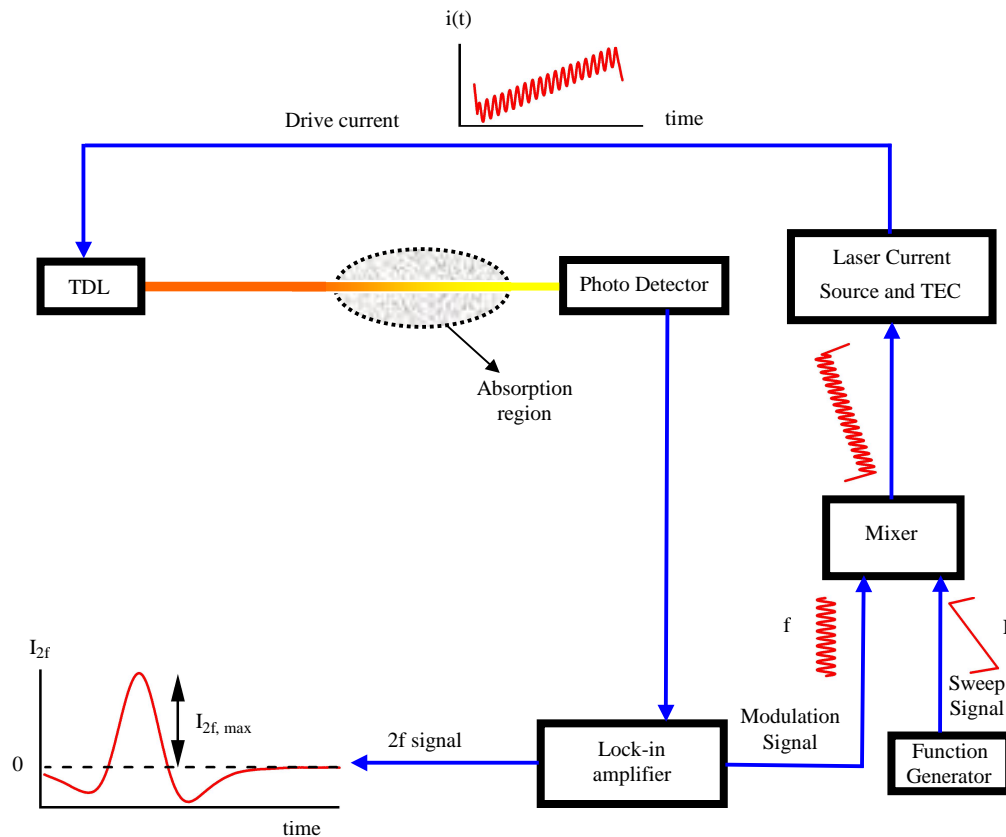 i(t)
time
Drive current
TDL
Photo Detector
Laser Current
Source and TEC
Absorption
region
Mixer
f
Sweep
Signal
I2f
I2f, max
0
time
2f signal
Lock-in
amplifier
Modulation
Signal
Function
Generator